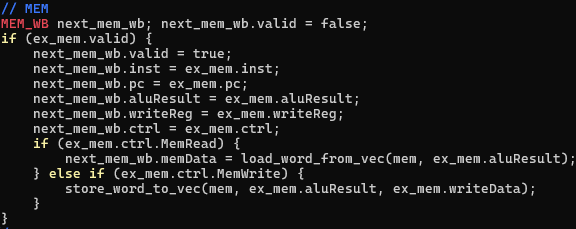 // MEM
MEM_WB next_mem_wb; next_mem_wb.valid = false;
if (ex_mem.valid) {
    next_mem_wb.valid = true;
    next_mem_wb.inst = ex_mem.inst;
    next_mem_wb.pc = ex_mem.pc;
    next_mem_wb.aluResult = ex_mem.aluResult;
    next_mem_wb.writeReg = ex_mem.writeReg;
    next_mem_wb.ctrl = ex_mem.ctrl;
    if (ex_mem.ctrl.MemRead) {
        next_mem_wb.memData = load_word_from_vec(mem, ex_mem.aluResult);
    } else if (ex_mem.ctrl.MemWrite) {
        store_word_to_vec(mem, ex_mem.aluResult, ex_mem.writeData);
    }
}